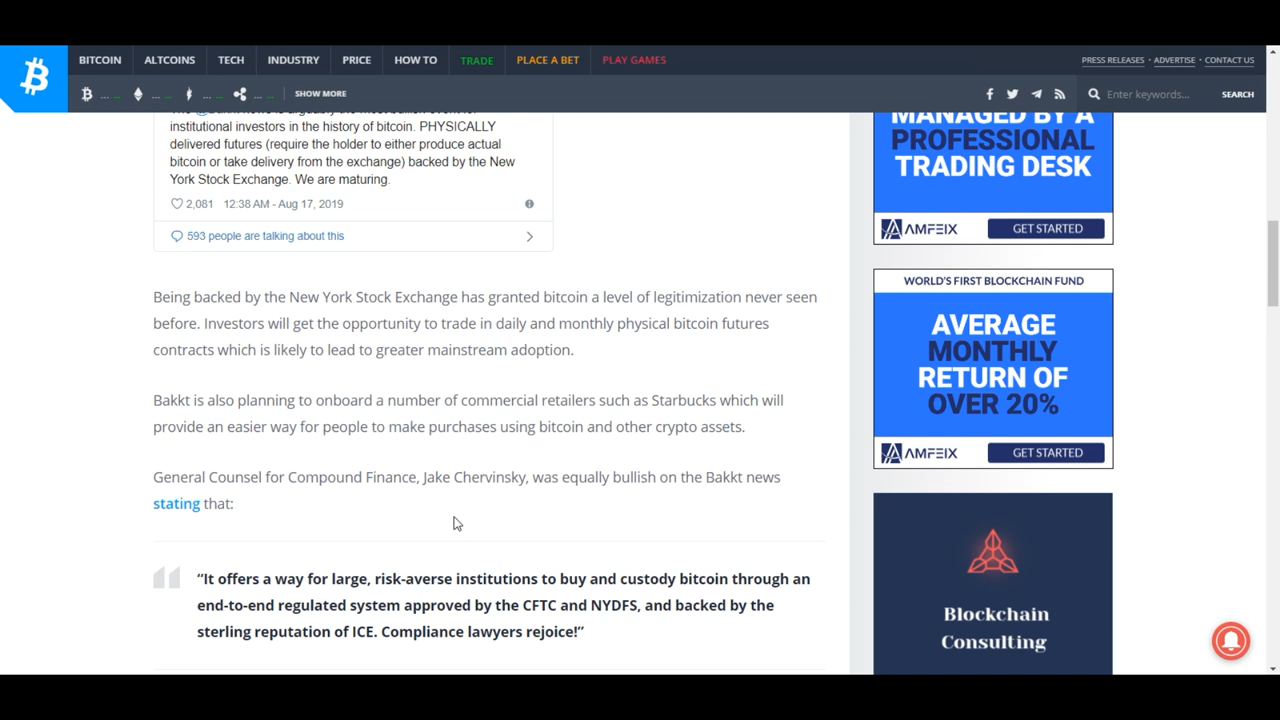 BITCOIN ALTCOINS TECH INDUSTRY PRICE HOW TO TRADE PLACE A BET PLAY GAMES
PRESS RELEASES • ADVERTISE • CONTACT US
... ... ... ... SHOW MORE
Enter keywords... SEARCH
institutional investors in the history of bitcoin. PHYSICALLY
delivered futures (require the holder to either produce actual
bitcoin or take delivery from the exchange) backed by the New
York Stock Exchange. We are maturing.
2,081 12:38 AM - Aug 17, 2019
593 people are talking about this
Being backed by the New York Stock Exchange has granted bitcoin a level of legitimization never seen
before. Investors will get the opportunity to trade in daily and monthly physical bitcoin futures
contracts which is likely to lead to greater mainstream adoption.
Bakkt is also planning to onboard a number of commercial retailers such as Starbucks which will
provide an easier way for people to make purchases using bitcoin and other crypto assets.
General Counsel for Compound Finance, Jake Chervinsky, was equally bullish on the Bakkt news
stating that:
“It offers a way for large, risk-averse institutions to buy and custody bitcoin through an
end-to-end regulated system approved by the CFTC and NYDFS, and backed by the
sterling reputation of ICE. Compliance lawyers rejoice!”
MANAGED BY A
PROFESSIONAL
TRADING DESK
AMFEIX GET STARTED
WORLD'S FIRST BLOCKCHAIN FUND
AVERAGE
MONTHLY
RETURN OF
OVER 20%
AMFEIX GET STARTED
Blockchain
Consulting